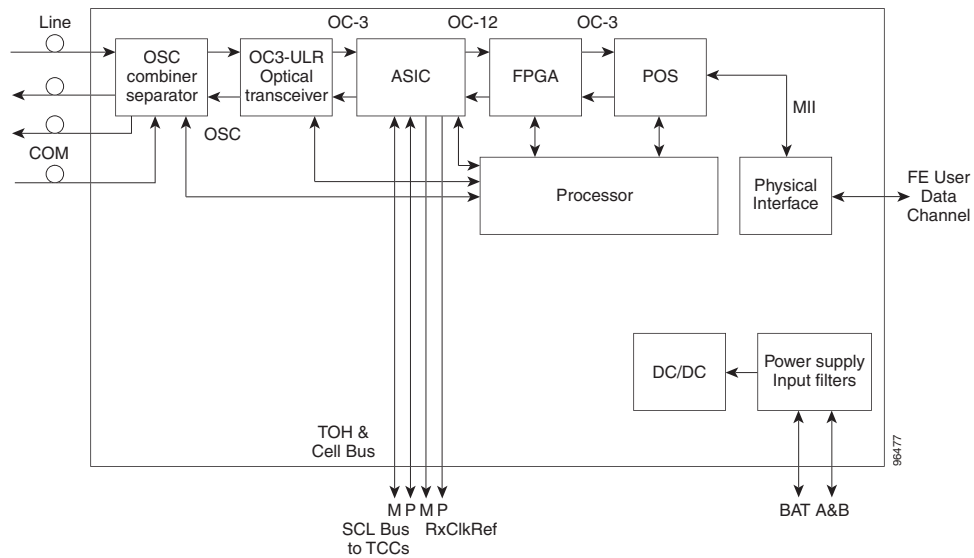 Line
OC-3
OC-12
OC-3
OSC
combiner
separator
OC3-ULR
Optical
transceiver
ASIC
FPGA
POS
MII
OSC
COM
Processor
Physical
Interface
FE User
Data
Channel
DC/DC
Power supply
Input filters
TOH &
Cell Bus
96477
M P M P
SCL Bus
to TCCs
RxClkRef
BAT A&B